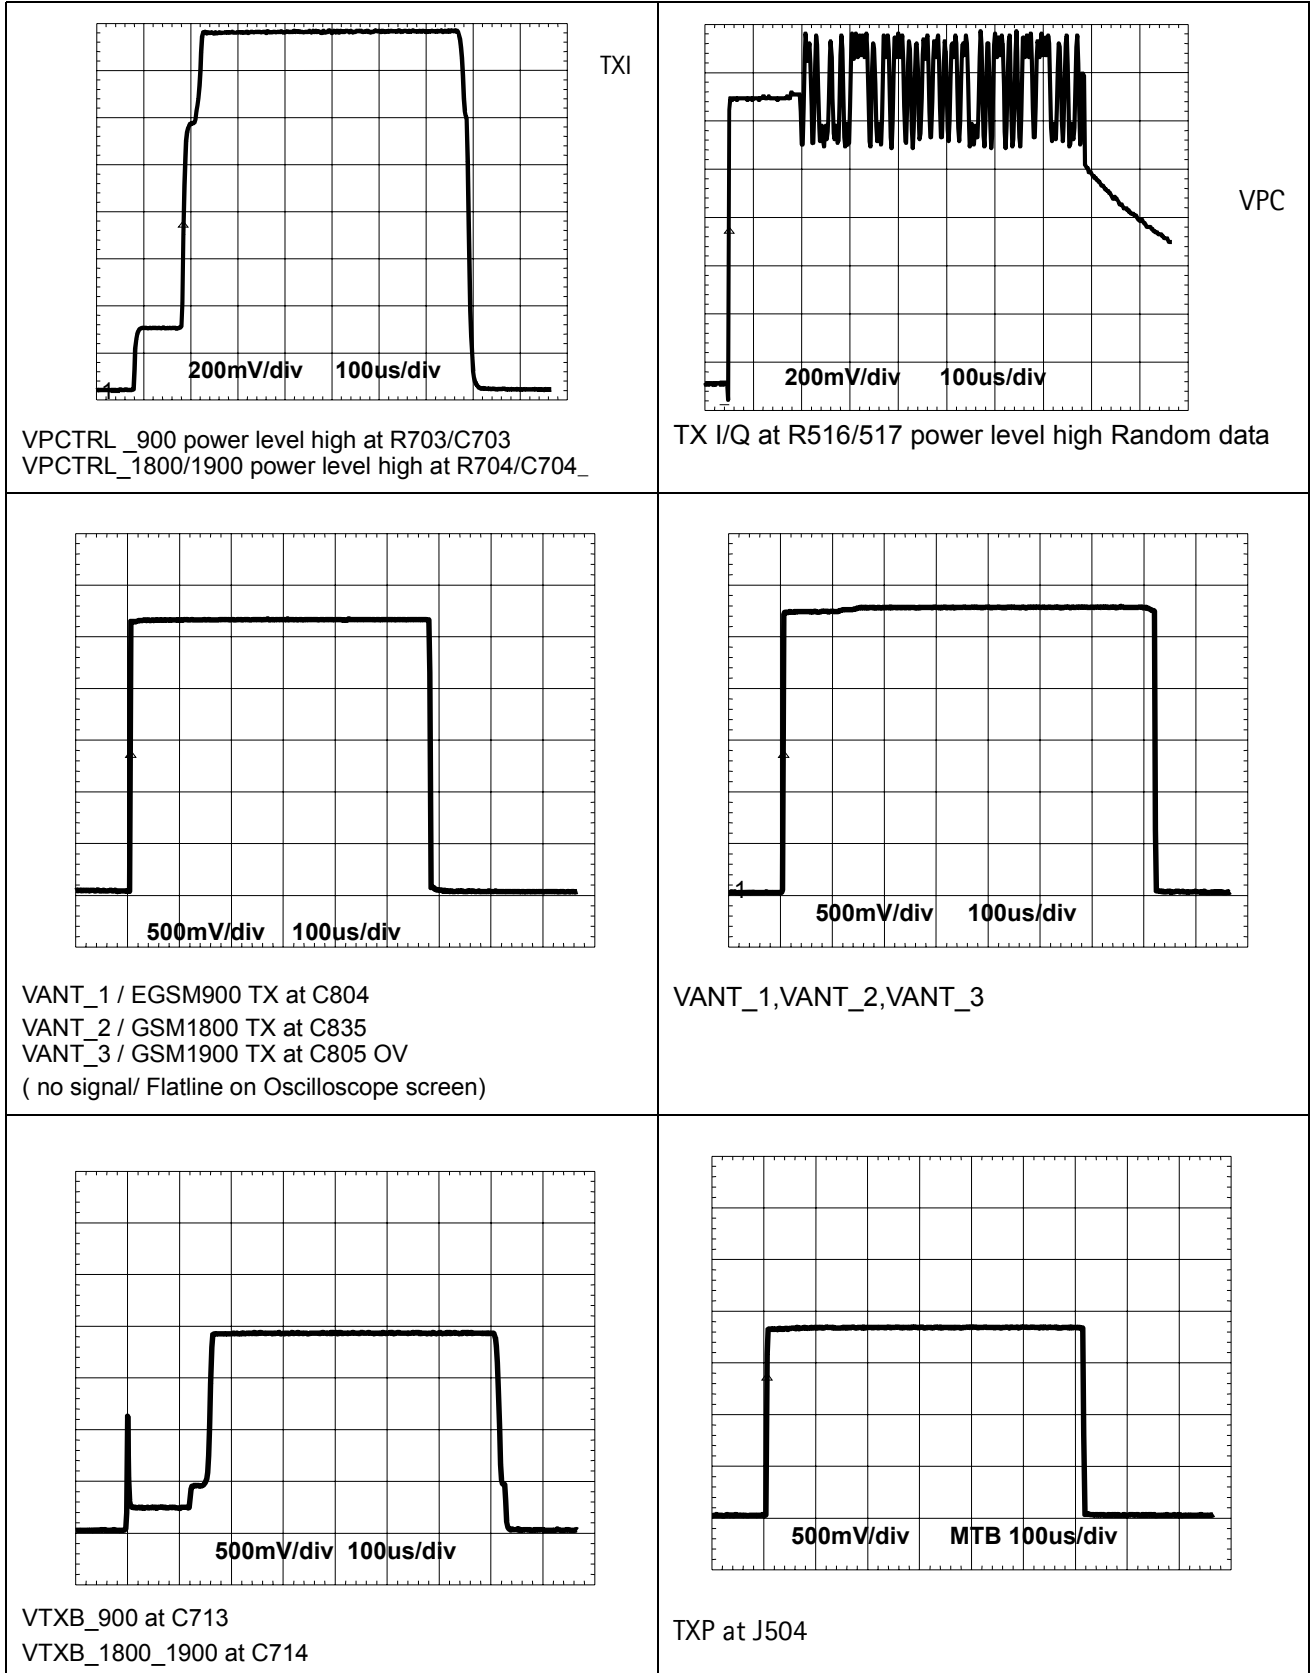 TXI
1
200mV/div 100us/div
VPCTRL _900 power level high at R703/C703
VPCTRL_1800/1900 power level high at R704/C704_
VPC
200mV/div 100us/div
TX I/Q at R516/517 power level high Random data
500mV/div 100us/div
VANT_1 / EGSM900 TX at C804
VANT_2 / GSM1800 TX at C835
VANT_3 / GSM1900 TX at C805 OV
( no signal/ Flatline on Oscilloscope screen)
1
500mV/div 100us/div
VANT_1,VANT_2,VANT_3
500mV/div 100us/div
VTXB_900 at C713
VTXB_1800_1900 at C714
500mV/div MTB 100us/div
TXP at J504